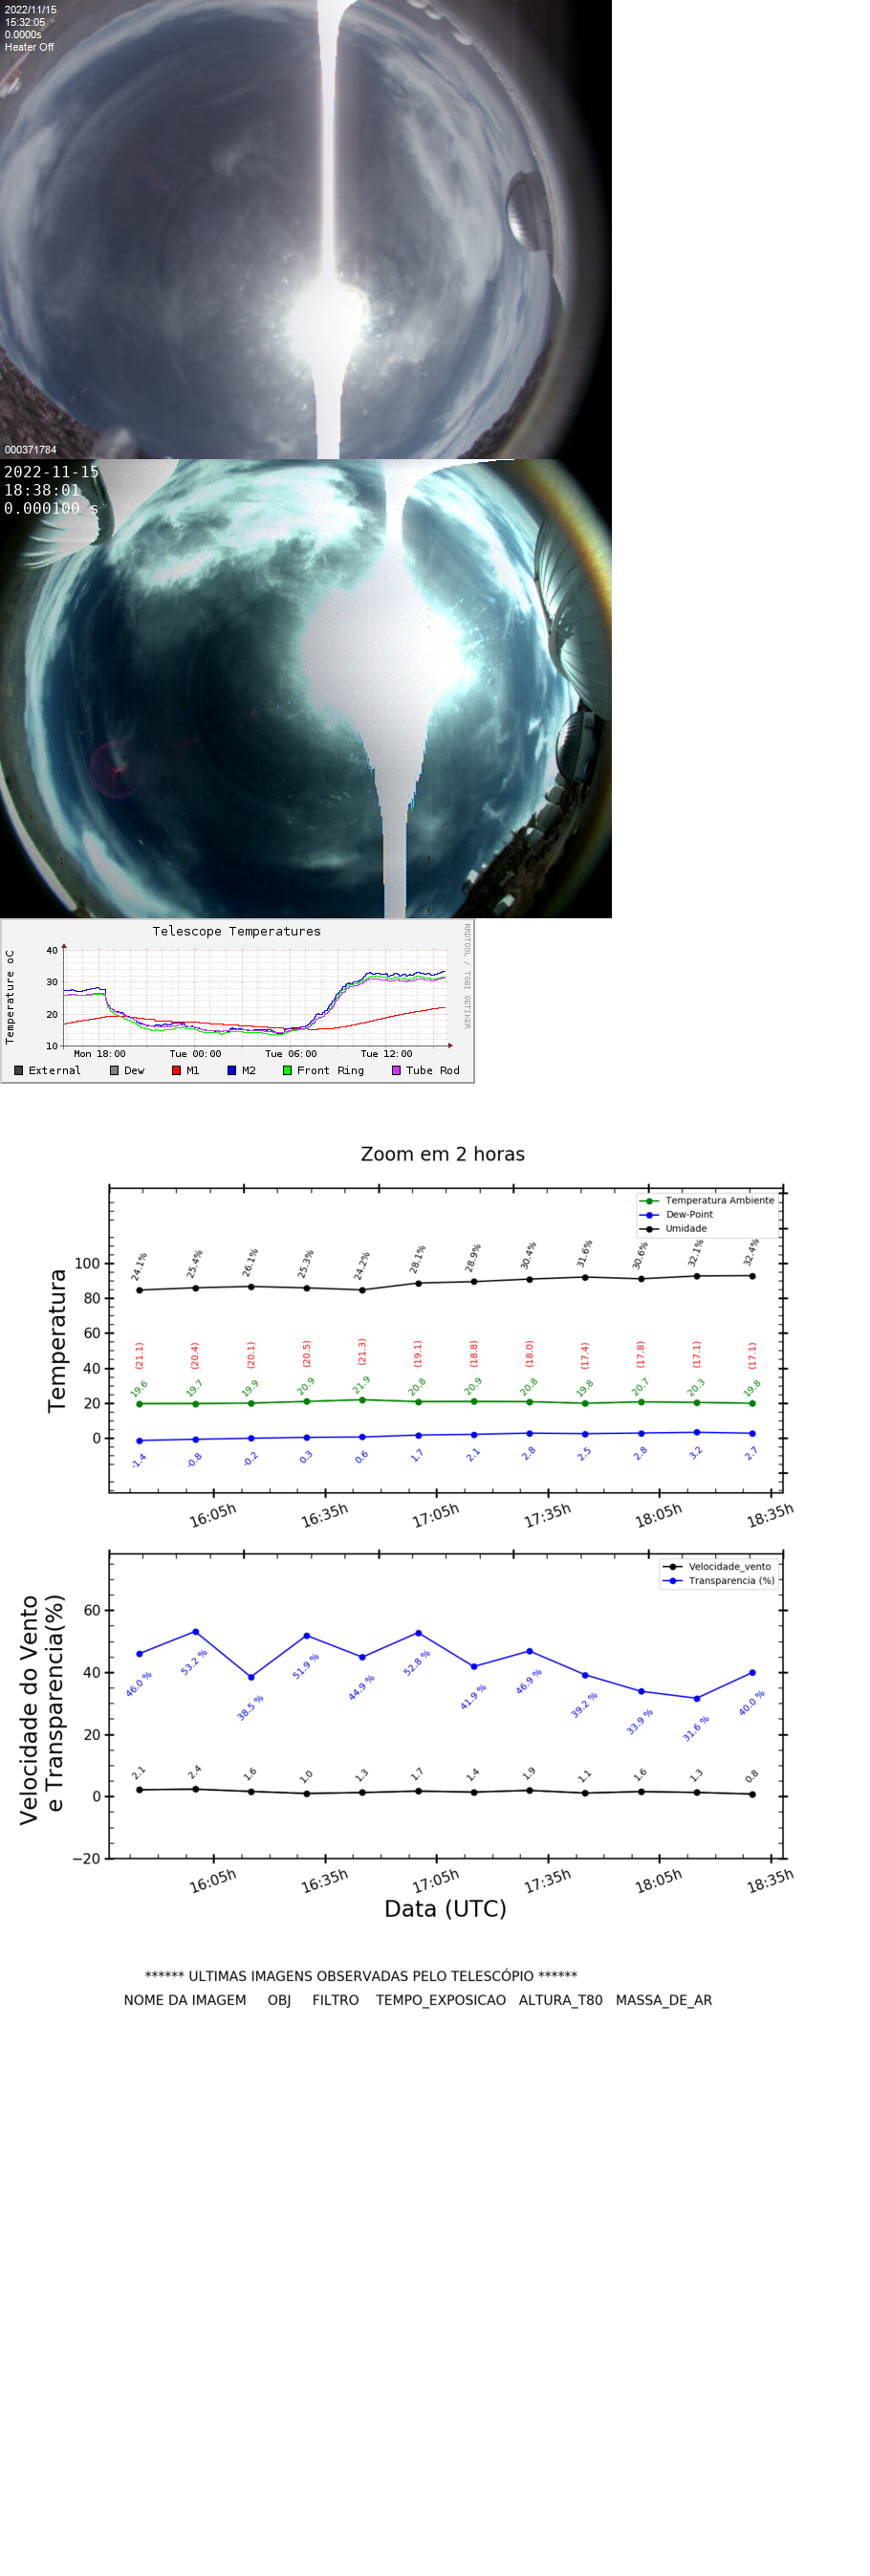 2022/11/15
15:32:05
0.0000s
Heater Off
000371784
2022-11-15
18:38:01
0.000100 s
Telescope Temperatures
RRDTOOL / TOBI OETIKER
Temperature oC
40
30
20
10
Mon 18:00 Tue 00:00 Tue 06:00 Tue 12:00
External Dew M1 M2 Front Ring Tube Rod
Zoom em 2 horas
Temperatura Ambiente
Dew-Point
Umidade
Temperatura
100
80
60
40
20
0
24.1% 25.4% 26.1% 25.3% 24.2% 28.1% 28.9% 30.4% 31.6% 30.6% 32.1% 32.4%
(21.1) (20.4) (20.1) (20.5) (21.3) (19.1) (18.8) (18.0) (17.4) (17.8) (17.1) (17.1)
19.6 19.7 19.9 20.9 21.9 20.8 20.9 20.8 19.8 20.7 20.3 19.8
-1.4 -0.8 -0.2 0.3 0.6 1.7 2.1 2.8 2.5 2.8 3.2 2.7
16:05h 16:35h 17:05h 17:35h 18:05h 18:35h
Velocidade_vento
Transparencia (%)
Velocidade do Vento
e Transparencia(%)
60
40
20
0
−20
46.0 % 53.2 % 38.5 % 51.9 % 44.9 % 52.8 % 41.9 % 46.9 % 39.2 % 33.9 % 31.6 % 40.0 %
2.1 2.4 1.6 1.0 1.3 1.7 1.4 1.9 1.1 1.6 1.3 0.8
16:05h 16:35h 17:05h 17:35h 18:05h 18:35h
Data (UTC)
****** ULTIMAS IMAGENS OBSERVADAS PELO TELESCÓPIO ******
NOME DA IMAGEM OBJ FILTRO TEMPO_EXPOSICAO ALTURA_T80 MASSA_DE_AR